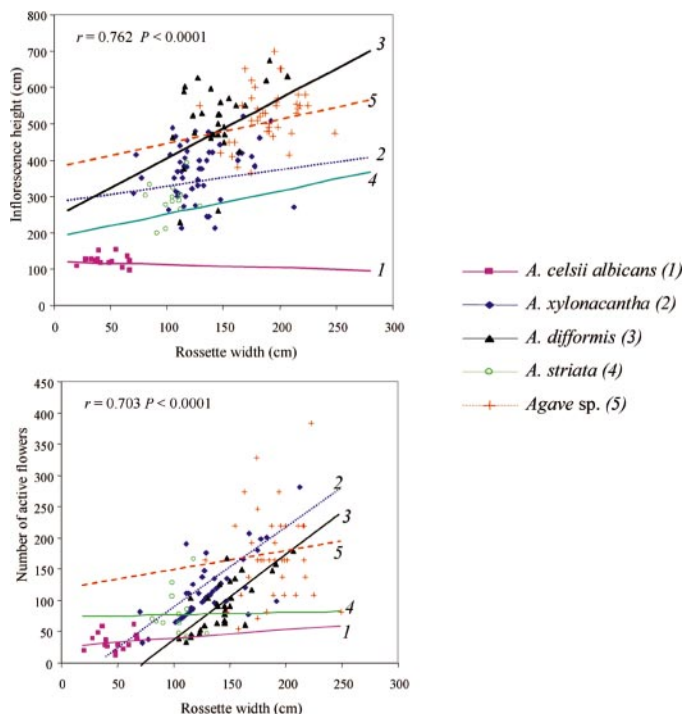 r = 0.762 P < 0.0001
Inflorescence height (cm)
800
700
600
500
400
300
200
100
0
3
5
2
4
1
0 50 100 150 200 250 300
Rossette width (cm)
A. celsii albicans (1)
A. xylonacantha (2)
A. difformis (3)
A. striata (4)
Agave sp. (5)
r = 0.703 P < 0.0001
Number of active flowers
450
400
350
300
250
200
150
100
50
0
2
3
5
4
1
0 50 100 150 200 250 300
Rossette width (cm)